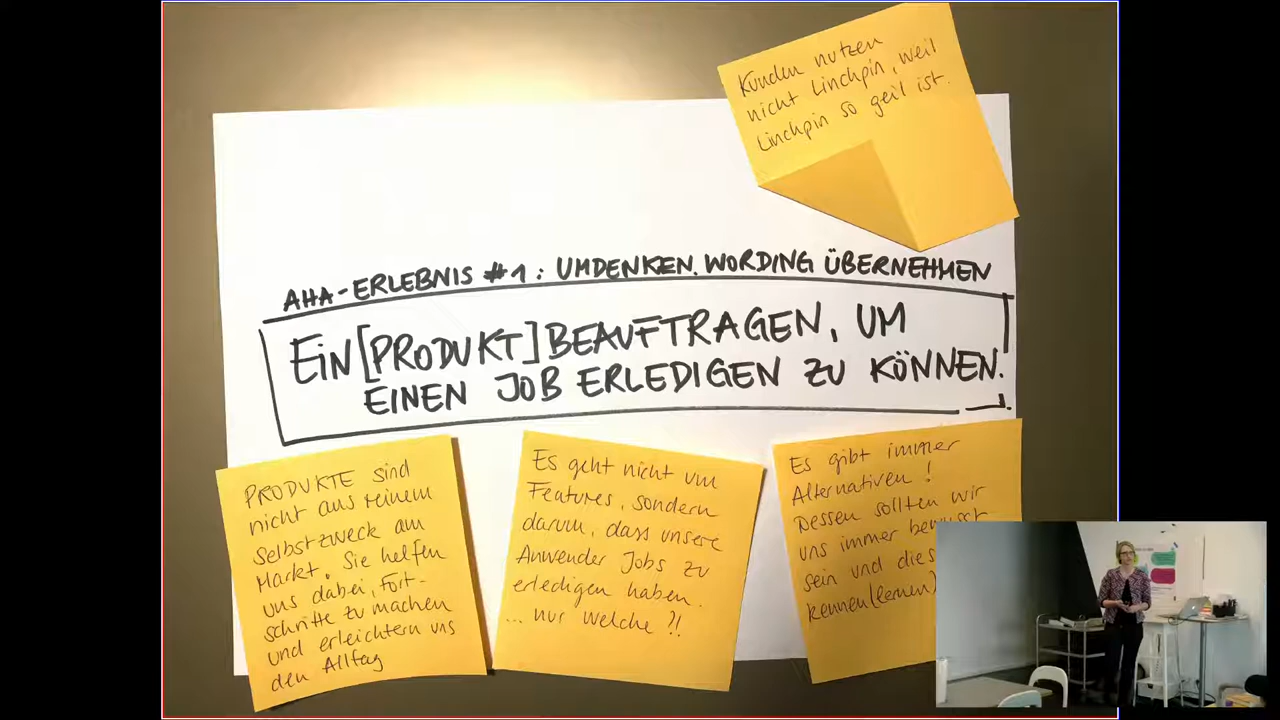 Kunden nutzen
nicht Linchpin, weil
Linchpin so geil ist.
AHA-ERLEBNIS #1: UMDENKEN. WORDING ÜBERNEHMEN
EIN [PRODUKT] BEAUFTRAGEN, UM
EINEN JOB ERLEDIGEN ZU KÖNNEN.
PRODUKTE sind
nicht aus reinem
Selbstzweck am
Markt. Sie helfen
uns dabei, Fort-
schritte zu machen
und erleichtern uns
den Alltag
Es geht nicht um
Features, sondern
darum, dass unsere
Anwender Jobs zu
erledigen haben.
... nur welche ?!
Es gibt immer
Alternativen!
Dessen sollten wir
uns immer bewusst
sein und
kennen(lernen)